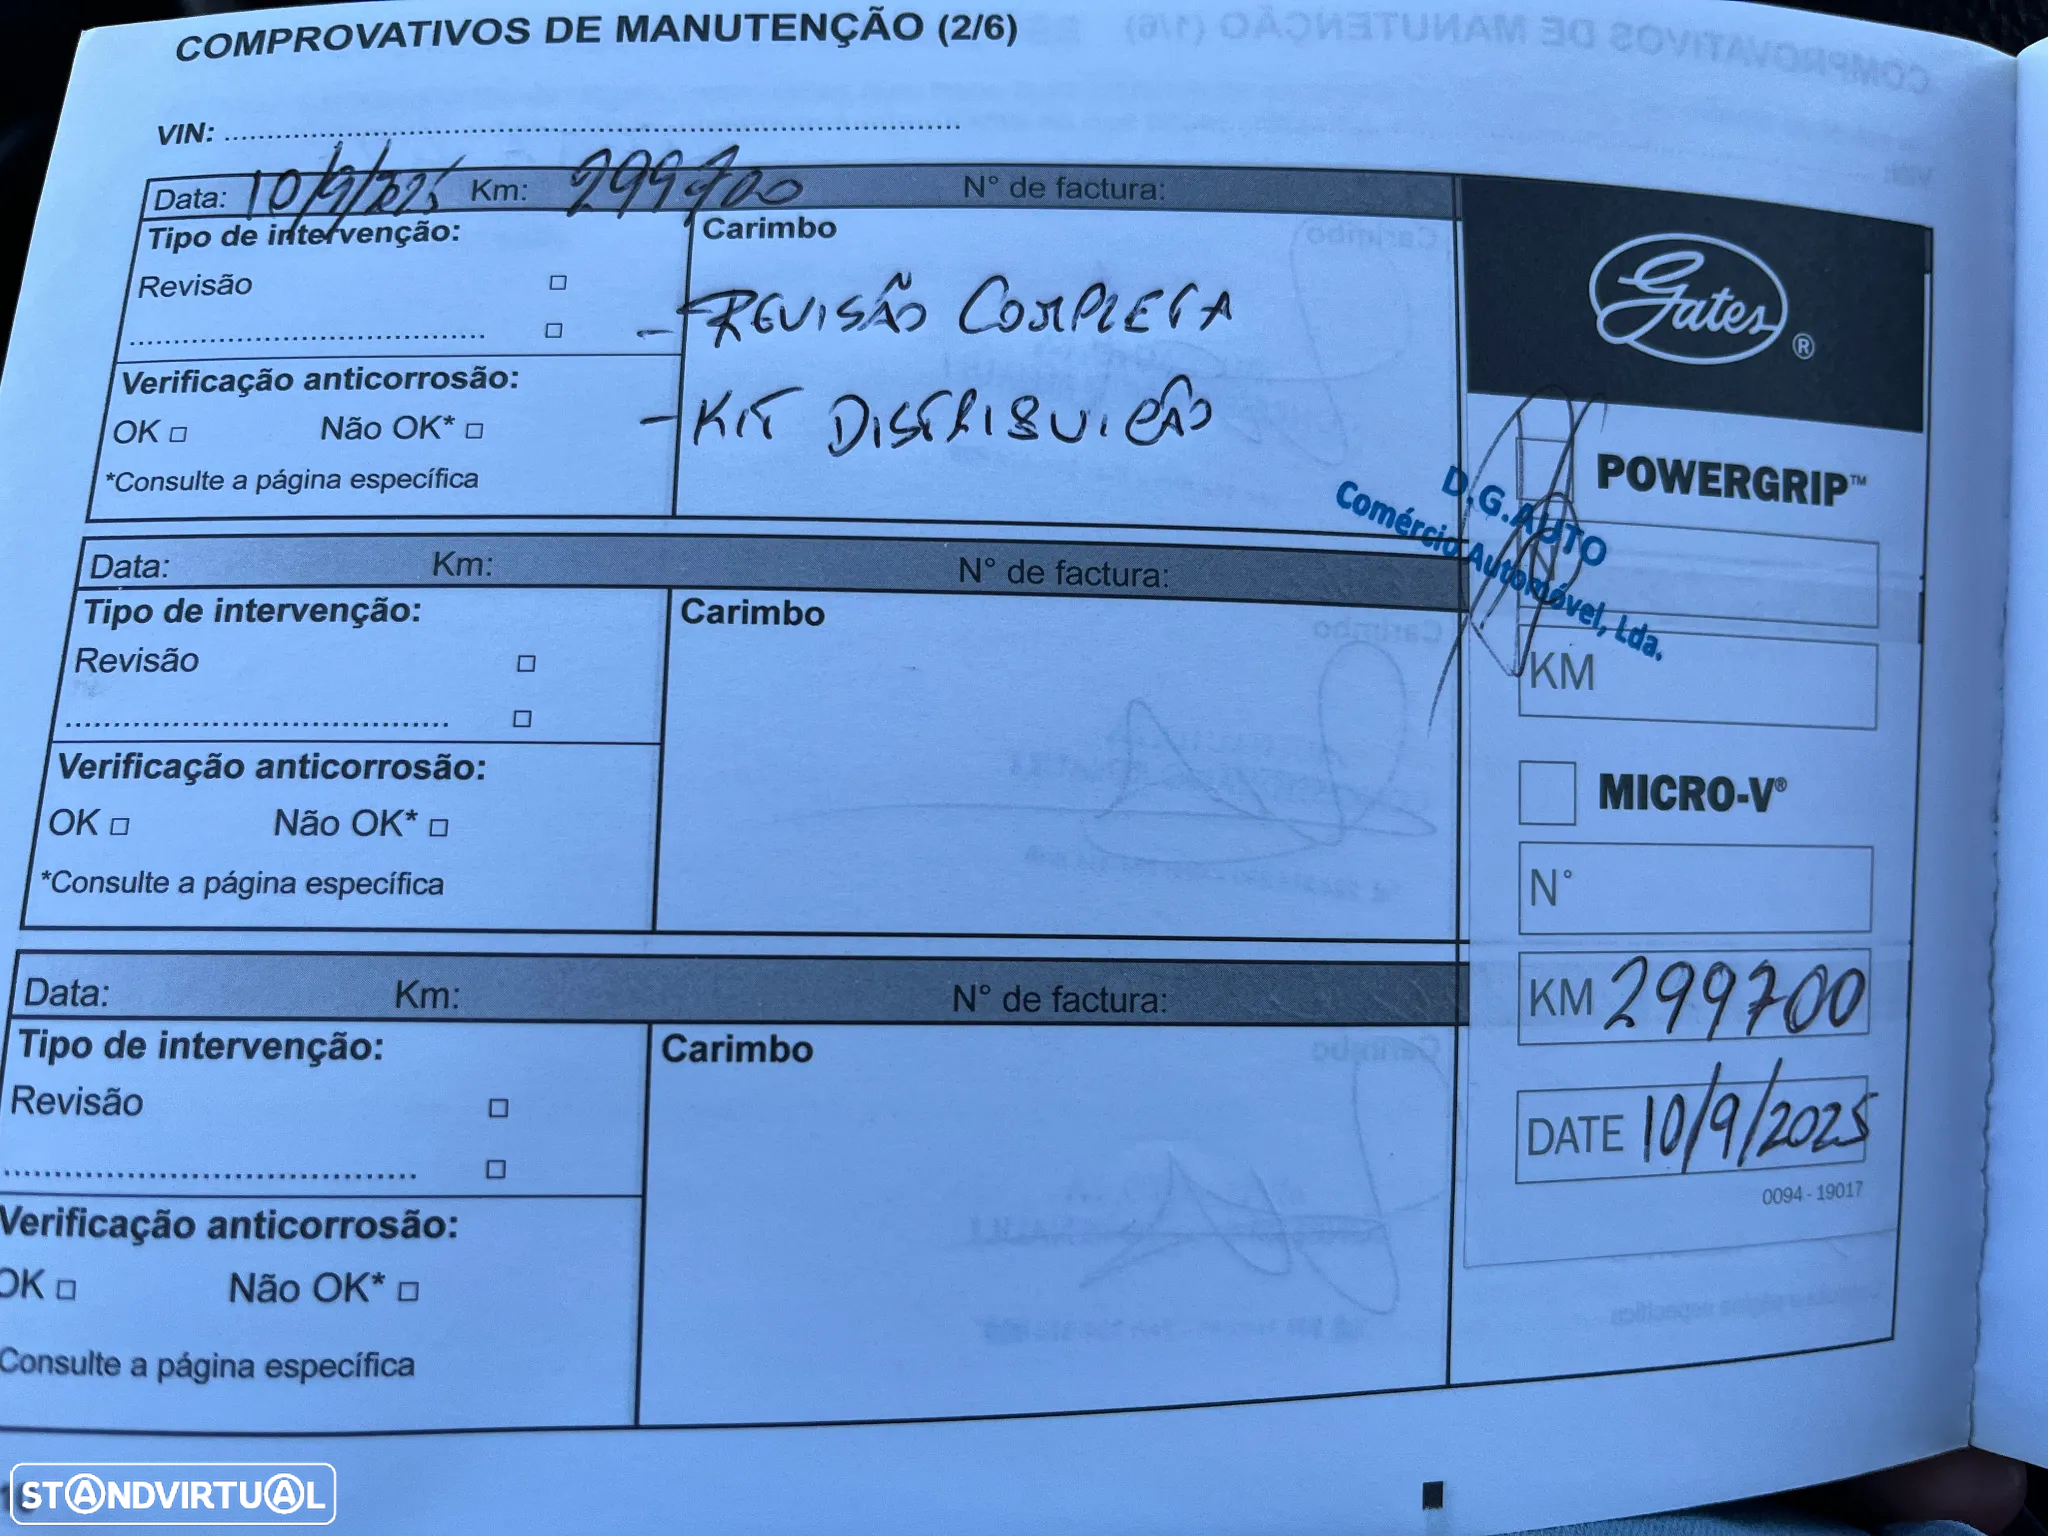 COMPROVATIVOS DE MANUTENÇÃO (2/6)
VIN:
Data: 10/9/2025 Km: 299700 N° de factura:
Tipo de intervenção:
Carimbo
Revisão
- REVISÃO COMPLETA
Verificação anticorrosão:
- KIT DISTRIBUIÇÃO
OK Não OK*
*Consulte a página específica
Data: Km: N° de factura:
Tipo de intervenção:
Carimbo
Revisão
Verificação anticorrosão:
OK Não OK*
*Consulte a página específica
Data: Km: N° de factura:
Tipo de intervenção:
Carimbo
Revisão
Verificação anticorrosão:
OK Não OK*
Consulte a página específica
Gates ®
POWERGRIP™
D.G.AUTO
Comércio Automóvel, Lda.
KM
MICRO-V®
N°
KM 299700
DATE 10/9/2025
0094 - 19017
STANDVIRTUAL